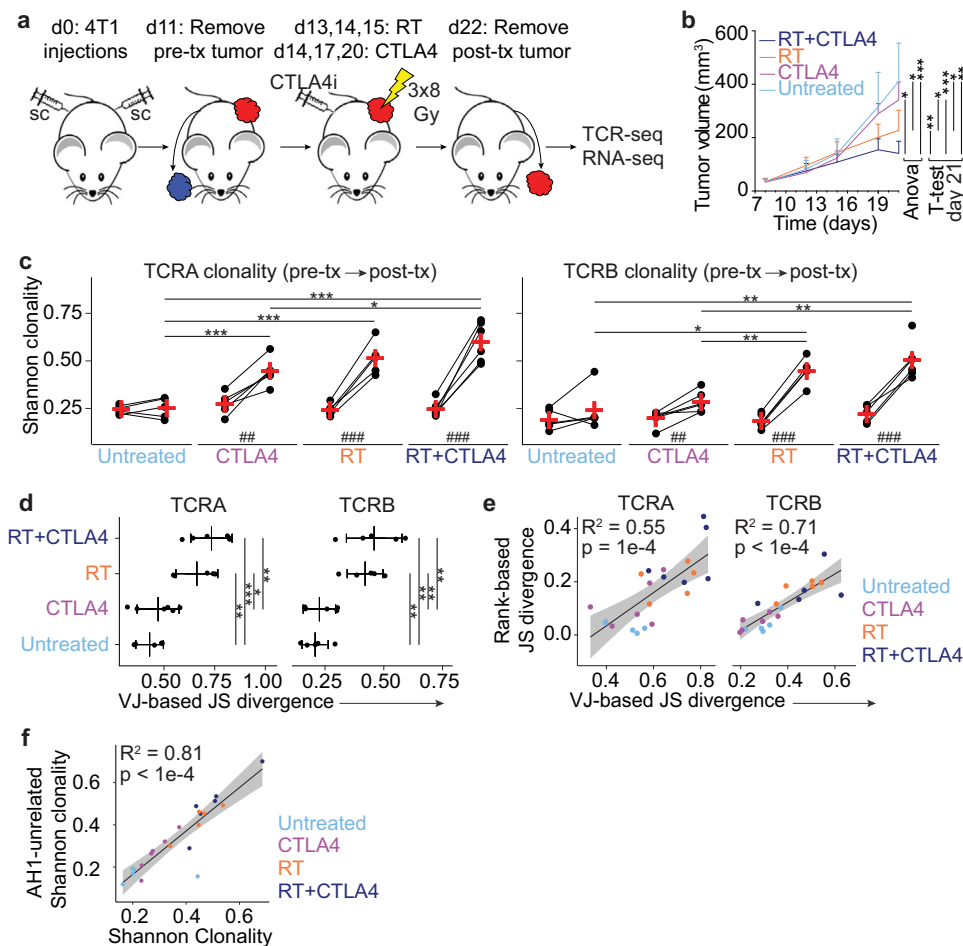 a
d0: 4T1 injections
d11: Remove pre-tx tumor
d13,14,15: RT
d14,17,20: CTLA4
d22: Remove post-tx tumor
sc
sc
CTLA4i
3x8 Gy
TCR-seq
RNA-seq
b
Tumor volume (mm³)
600
400
200
0
7 10 13 16 19 21
Time (days)
RT+CTLA4
RT
CTLA4
Untreated
* * ***
** * *** * **
Anova
T-test
day 21
c
TCRA clonality (pre-tx → post-tx)
TCRB clonality (pre-tx → post-tx)
Shannon clonality
0.75
0.50
0.25
***
*
***
***
**
**
*
**
## ### ###
## ### ###
Untreated CTLA4 RT RT+CTLA4
Untreated CTLA4 RT RT+CTLA4
d
TCRA
TCRB
RT+CTLA4
RT
CTLA4
Untreated
** *** * **
** ** ** ***
0.50 0.75 1.00
0.25 0.50 0.75
VJ-based JS divergence
e
TCRA
TCRB
R² = 0.55
p = 1e-4
R² = 0.71
p < 1e-4
Rank-based
JS divergence
0.4
0.2
0.0
0.4 0.6 0.8
0.2 0.4 0.6
VJ-based JS divergence
Untreated
CTLA4
RT
RT+CTLA4
f
R² = 0.81
p < 1e-4
AH1-unrelated
Shannon clonality
0.6
0.4
0.2
0.2 0.4 0.6
Shannon Clonality
Untreated
CTLA4
RT
RT+CTLA4